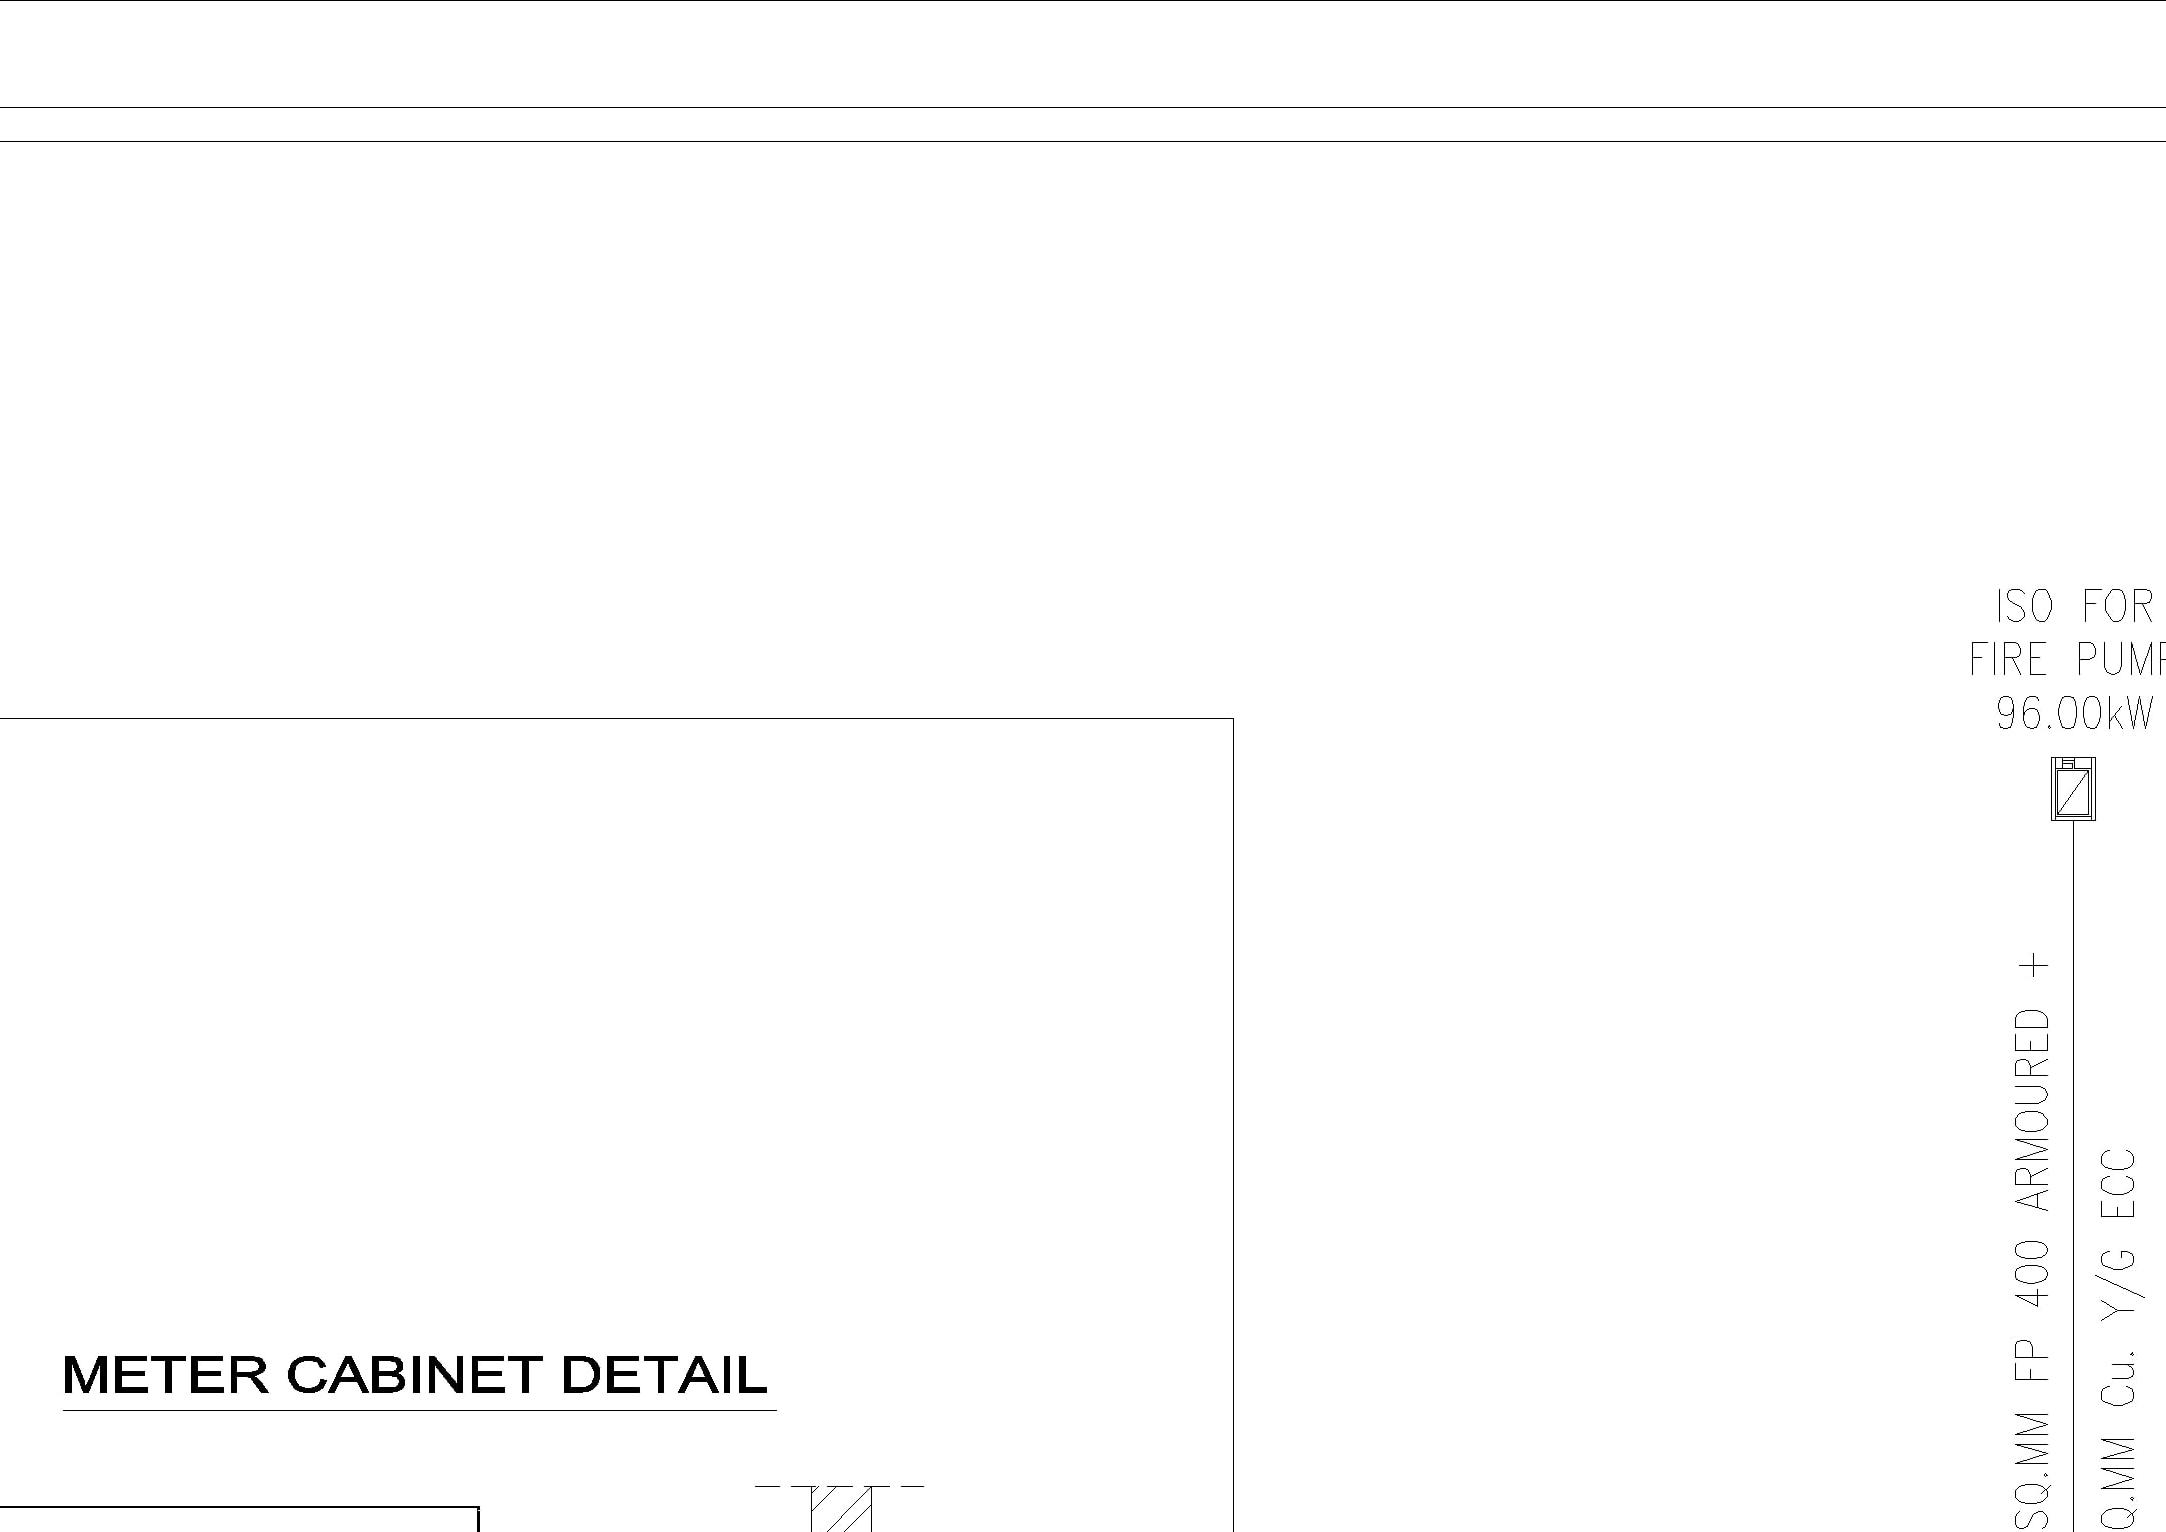 ISO FOR
FIRE PUMP
96.00kW
SQ.MM FP 400 ARMOURED +
Q.MM Cu. Y/G ECC
METER CABINET DETAIL